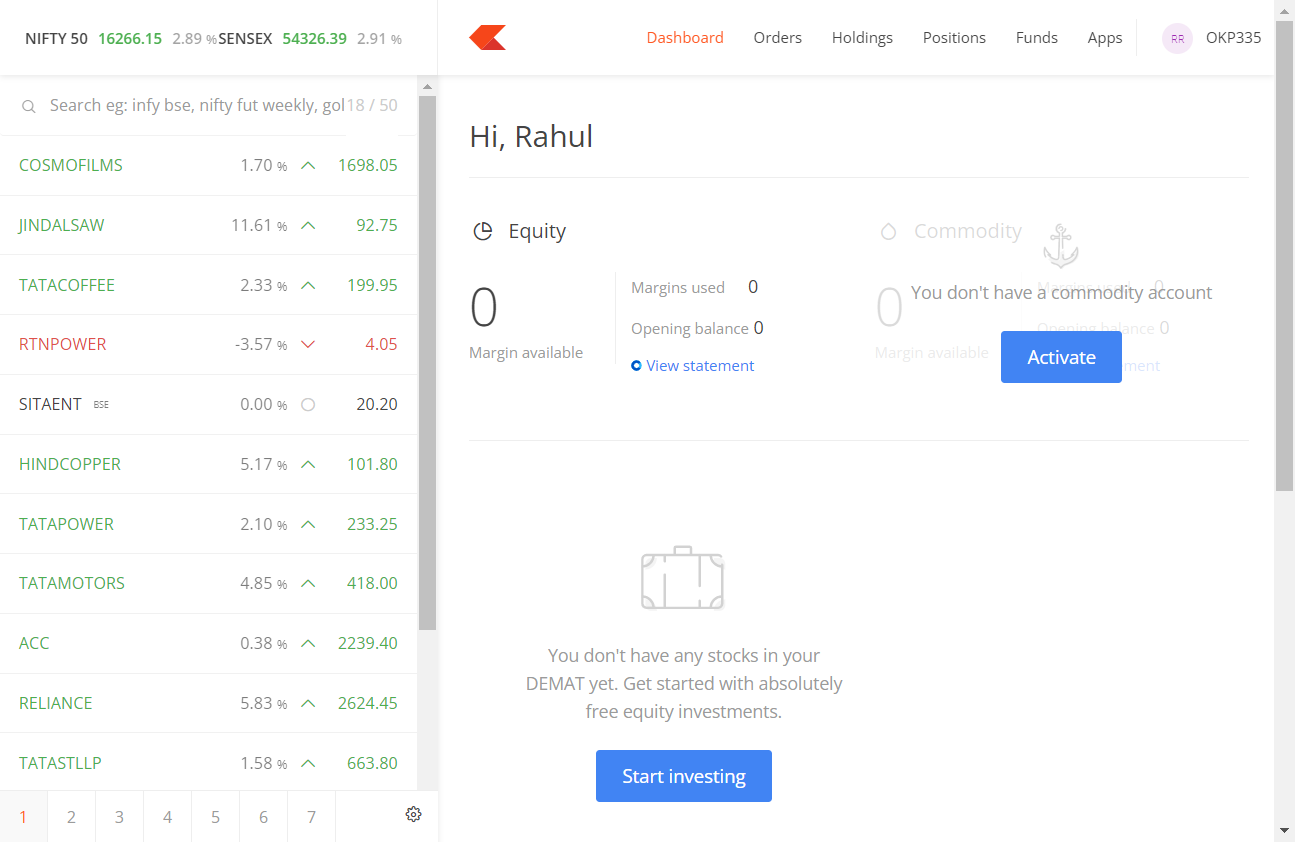 NIFTY 50 16266.15 2.89 % SENSEX 54326.39 2.91 %
Dashboard Orders Holdings Positions Funds Apps RR OKP335
Search eg: infy bse, nifty fut weekly, gol 18 / 50
COSMOFILMS 1.70 % 1698.05
JINDALSAW 11.61 % 92.75
TATACOFFEE 2.33 % 199.95
RTNPOWER -3.57 % 4.05
SITAENT BSE 0.00 % 20.20
HINDCOPPER 5.17 % 101.80
TATAPOWER 2.10 % 233.25
TATAMOTORS 4.85 % 418.00
ACC 0.38 % 2239.40
RELIANCE 5.83 % 2624.45
TATASTLLP 1.58 % 663.80
1 2 3 4 5 6 7
Hi, Rahul
Equity
0
Margin available
Margins used 0
Opening balance 0
View statement
Commodity
0
Margin available
0
Opening balance 0
You don't have a commodity account
Activate
You don't have any stocks in your
DEMAT yet. Get started with absolutely
free equity investments.
Start investing